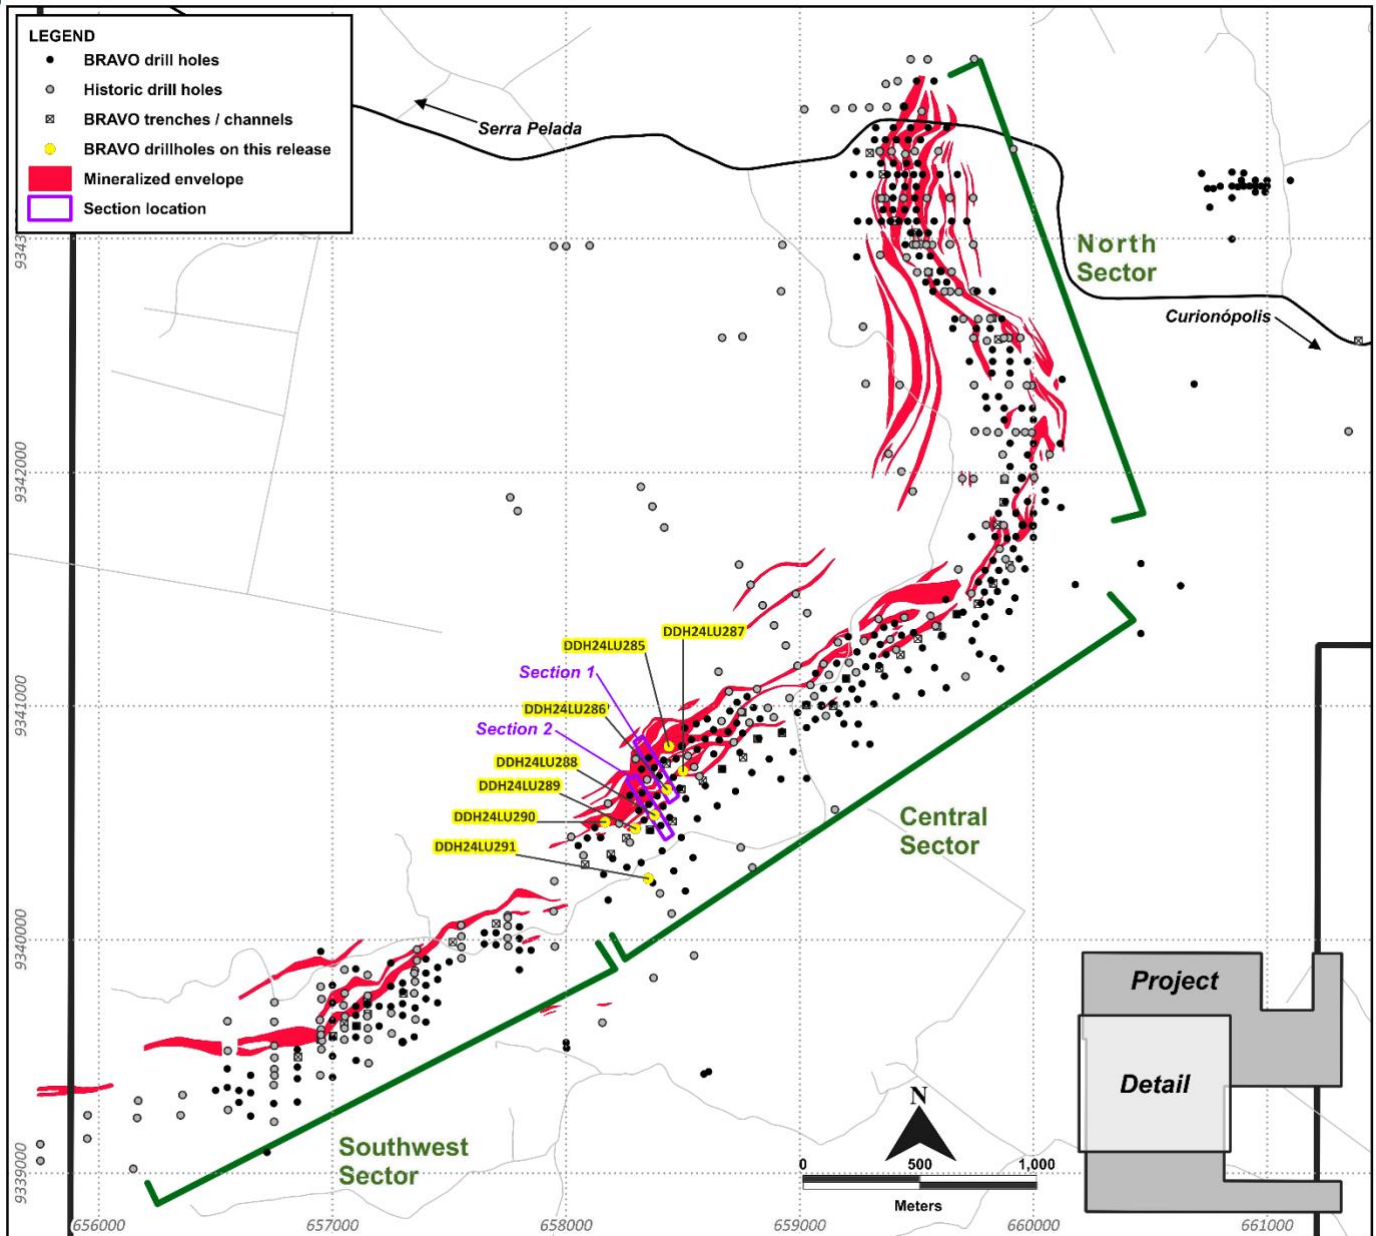 LEGEND
BRAVO drill holes
Historic drill holes
BRAVO trenches / channels
BRAVO drillholes on this release
Mineralized envelope
Section location
Serra Pelada
North
Sector
Curionópolis
9343
9342000
DDH24LU287
DDH24LU285
Section 1
DDH24LU286
9341000
Section 2
DDH24LU288
DDH24LU289
DDH24LU290
DDH24LU291
Central
Sector
9340000
Project
Detail
N
Southwest
Sector
0 500 1,000
Meters
9339000
656000 657000 658000 659000 660000 661000